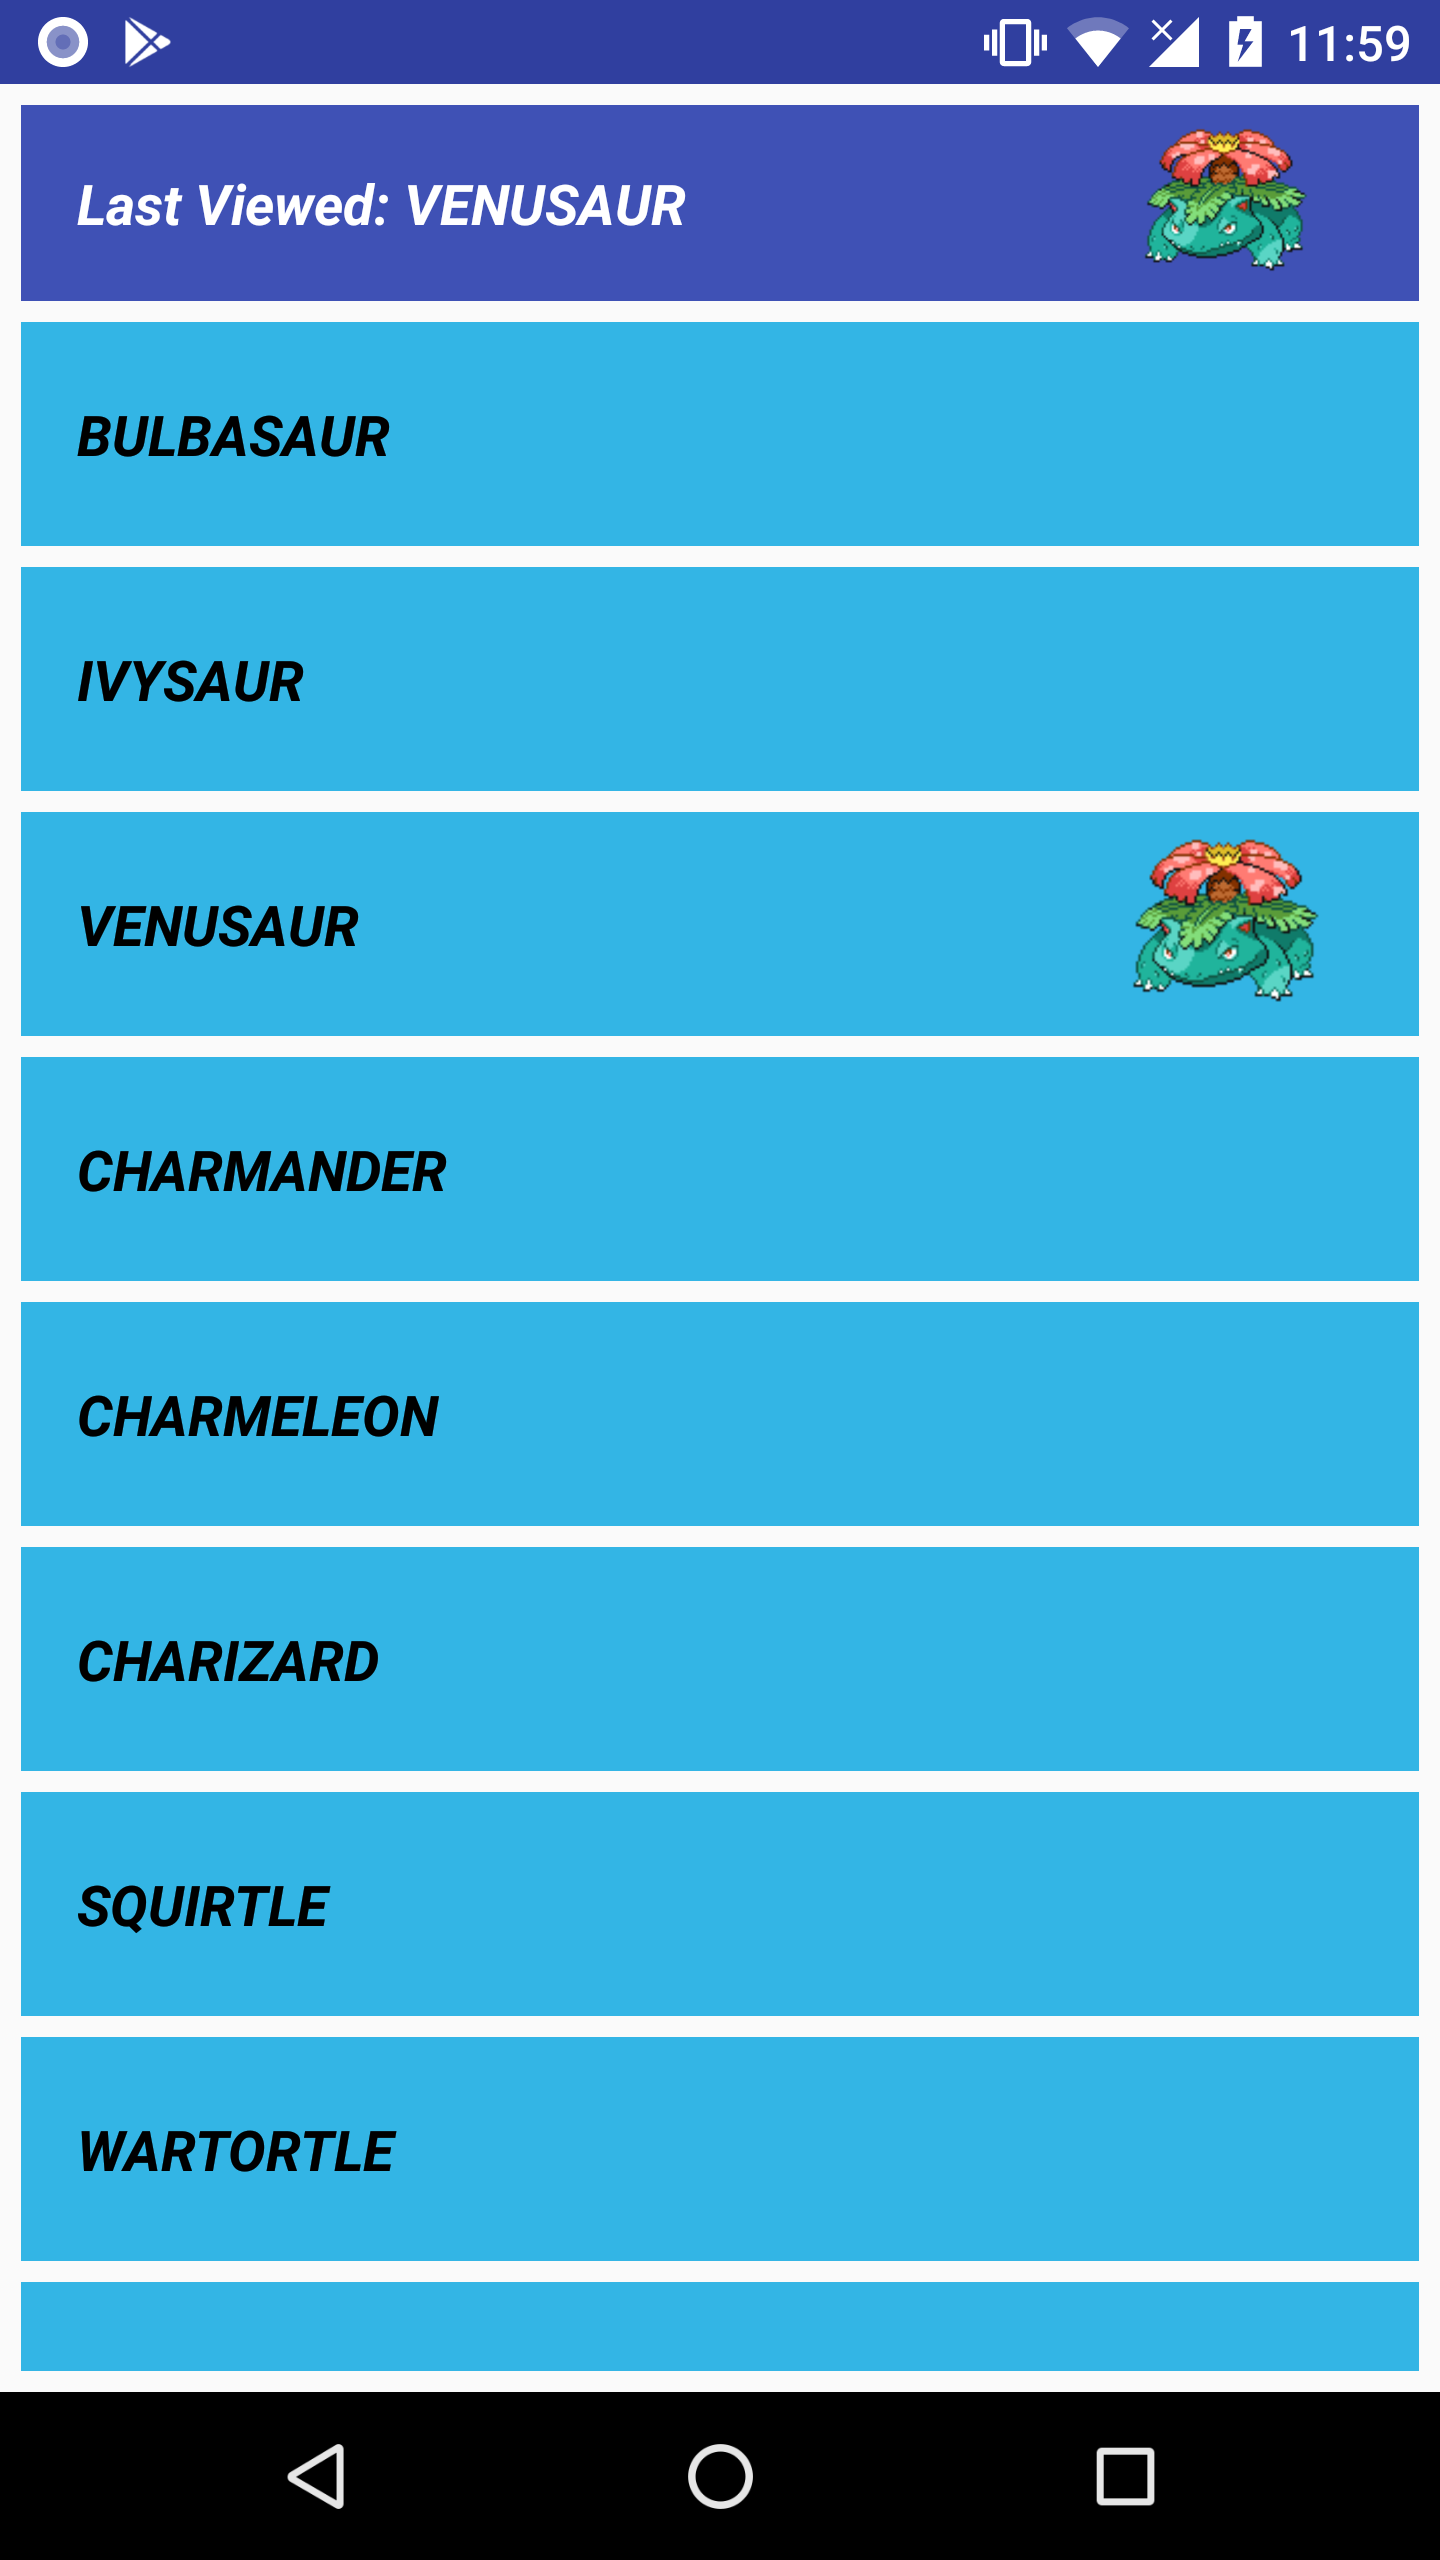 11:59
Last Viewed: VENUSAUR
BULBASAUR
IVYSAUR
VENUSAUR
CHARMANDER
CHARMELEON
CHARIZARD
SQUIRTLE
WARTORTLE